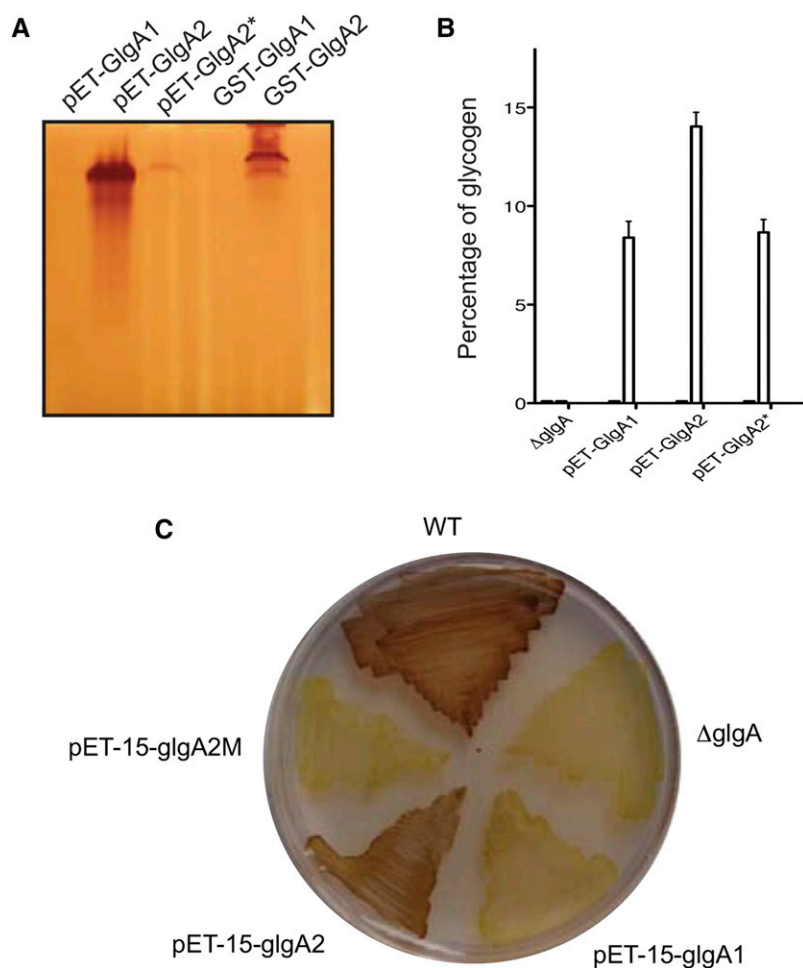 A
pET-GlgA1
pET-GlgA2
pET-GlgA2*
GST-GlgA1
GST-GlgA2
B
Percentage of glycogen
15
10
5
0
ΔglgA
pET-GlgA1
pET-GlgA2
pET-GlgA2*
C
WT
pET-15-glgA2M
ΔglgA
pET-15-glgA2
pET-15-glgA1